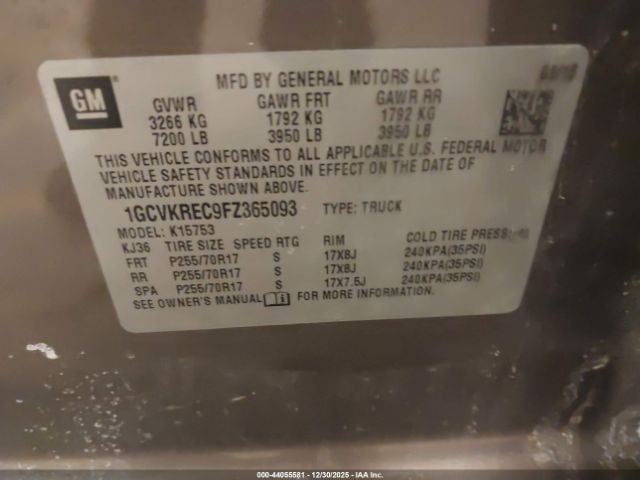 GM
MFD BY GENERAL MOTORS LLC
GVWR GAWR FRT GAWR RR
3266 KG 1792 KG 1792 KG
7200 LB 3950 LB 3950 LB
THIS VEHICLE CONFORMS TO ALL APPLICABLE U.S. FEDERAL MOTOR
VEHICLE SAFETY STANDARDS IN EFFECT ON THE DATE OF
MANUFACTURE SHOWN ABOVE.
1GCVKREC9FZ365093 TYPE: TRUCK
MODEL: K15753
KJ36 TIRE SIZE SPEED RTG RIM COLD TIRE PRESSURE
FRT P255/70R17 S 17X8J 240KPA(35PSI)
RR P255/70R17 S 17X8J 240KPA(35PSI)
SPA P255/70R17 S 17X7.5J 240KPA(35PSI)
SEE OWNER'S MANUAL FOR MORE INFORMATION.
000-44055581 - 12/30/2025 - IAA Inc.